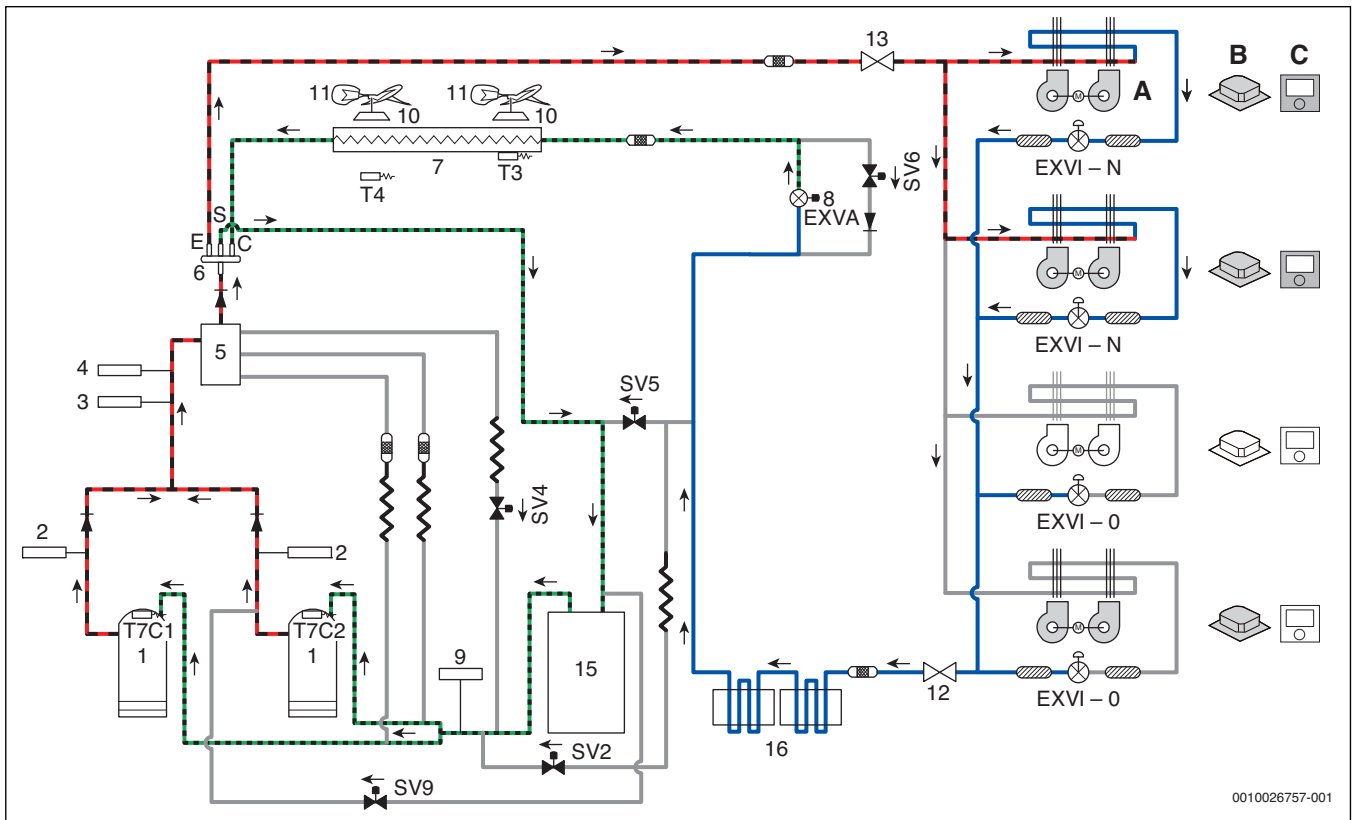 13
B C
11 11
10 10
A
7
T3
T4
SV6
8
EXVA
EXVI – N
S
E C
6
M
M
EXVI – N
5
4
3
SV5
SV4
M
EXVI – 0
2 2
T7C1
1
T7C2
1
9
15
M
12
EXVI – 0
16
SV2
SV9
0010026757-001